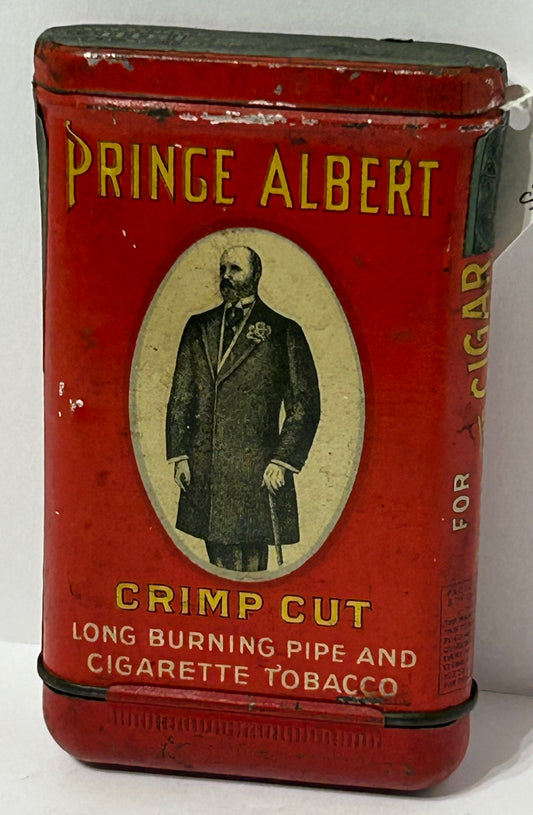 PRINCE ALBERT
CRIMP CUT
LONG BURNING PIPE AND
CIGARETTE TOBACCO
FOR
CIGAR